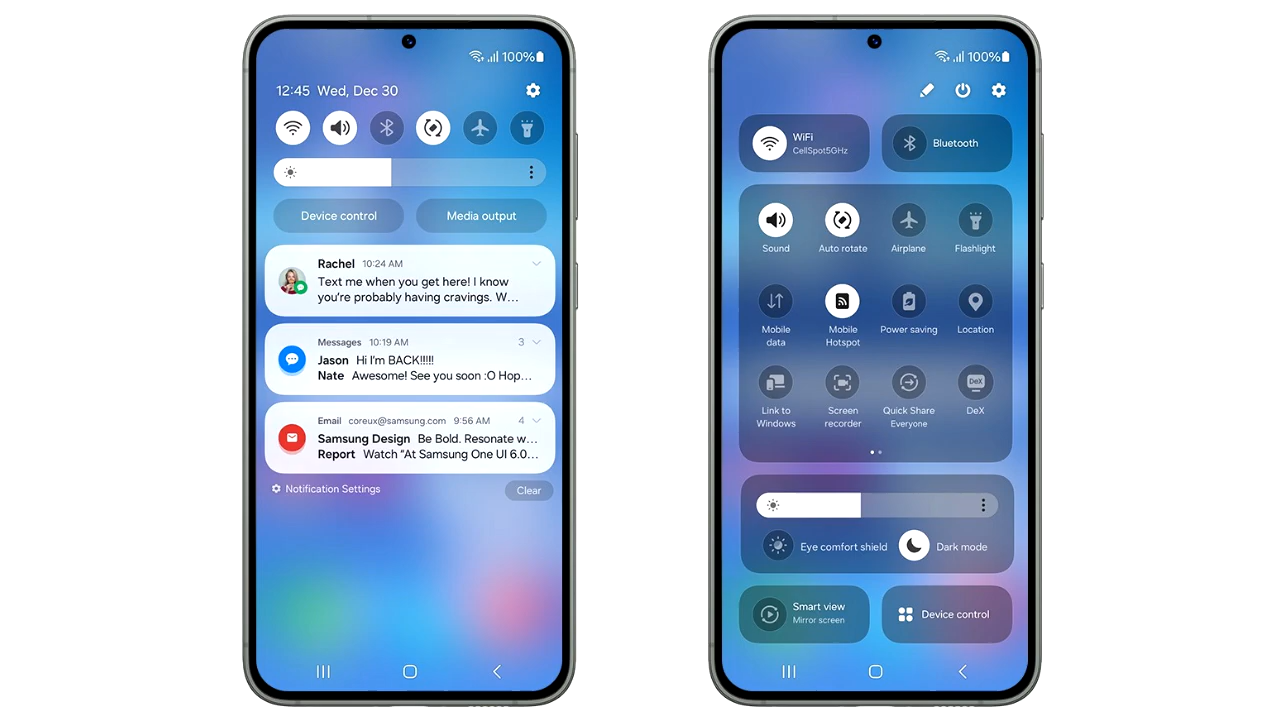 100%
12:45 Wed, Dec 30
Device control Media output
Rachel 10:24 AM
Text me when you get here! I know
you're probably having cravings. W...
Messages 10:19 AM 3
Jason Hi I'm BACK!!!!!
Nate Awesome! See you soon :O Hop...
Email coreux@samsung.com 9:56 AM 4
Samsung Design Be Bold. Resonate w...
Report Watch "At Samsung One UI 6.0...
Notification Settings Clear
100%
WiFi
CellSpot5GHz
Bluetooth
Sound Auto rotate Airplane Flashlight
Mobile
data
Mobile
Hotspot
Power saving
Location
Link to
Windows
Screen
recorder
Quick Share
Everyone
DeX
DeX
Eye comfort shield Dark mode
Smart view
Mirror screen
Device control